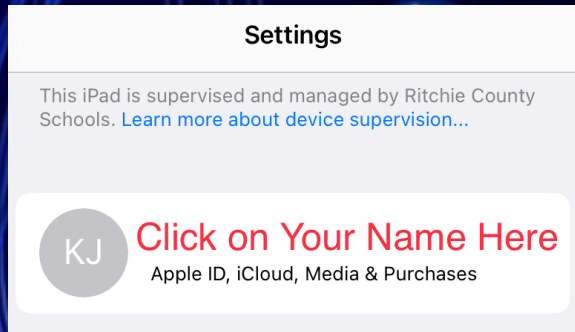 Settings
This iPad is supervised and managed by Ritchie County
Schools. Learn more about device supervision...
KJ
Click on Your Name Here
Apple ID, iCloud, Media & Purchases